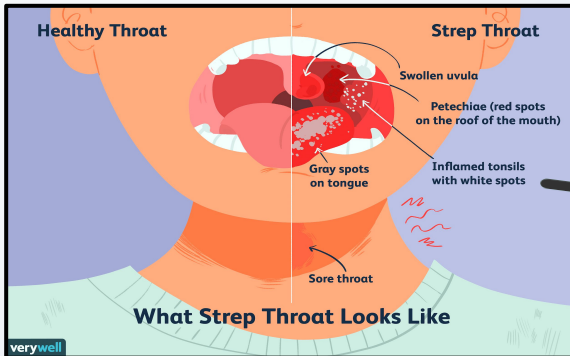 Healthy Throat
Strep Throat
Swollen uvula
Petechiae (red spots
on the roof of the mouth)
Inflamed tonsils
with white spots
Gray spots
on tongue
Sore throat
What Strep Throat Looks Like
verywell